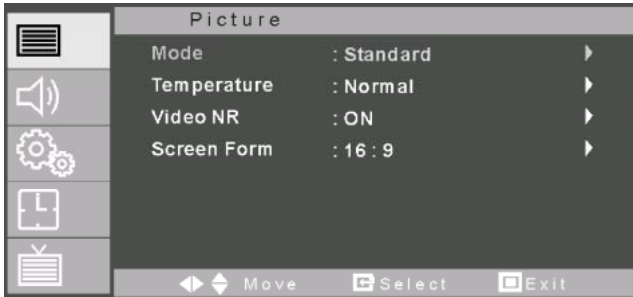 Picture
Mode : Standard
Temperature : Normal
Video NR : ON
Screen Form : 16 : 9
Move Select Exit